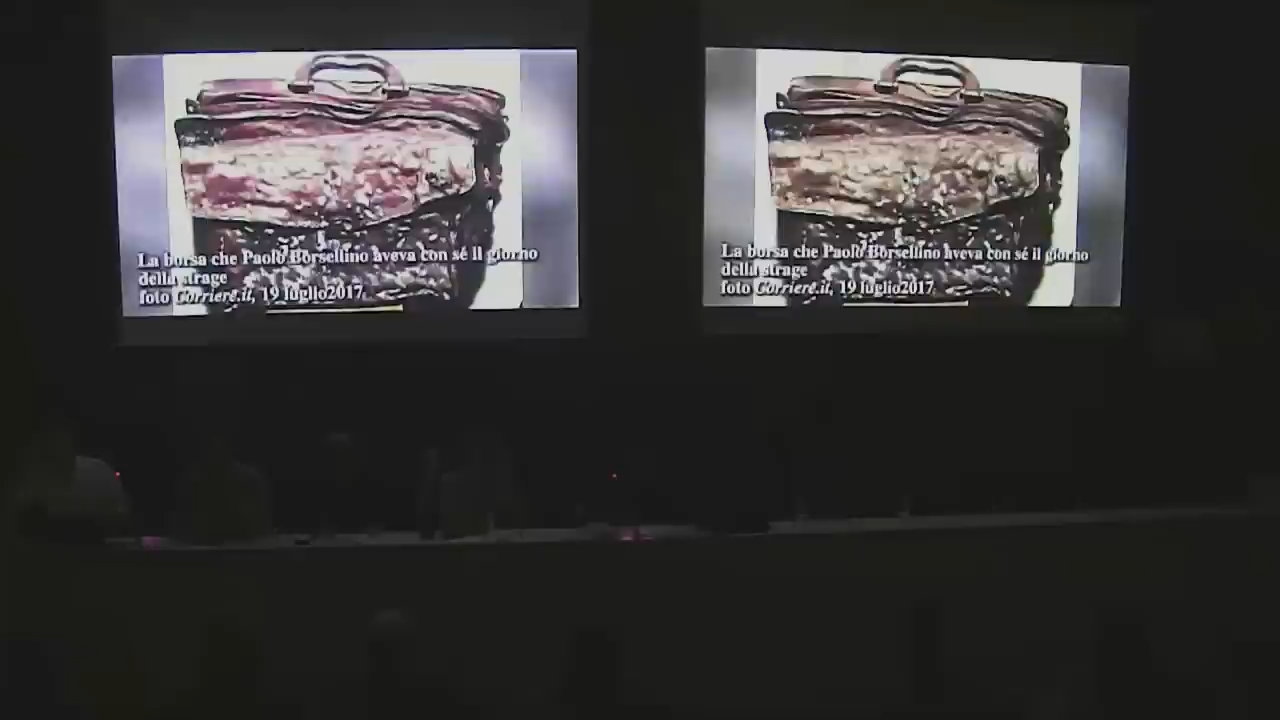 La borsa che Paolo Borsellino aveva con sé il giorno
della strage
foto Corriere.it, 19 luglio2017
La borsa che Paolo Borsellino aveva con sé il giorno
della strage
foto Corriere.it, 19 luglio2017